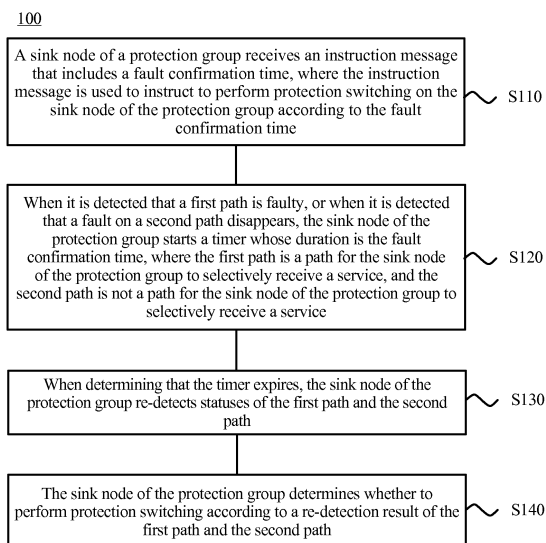 100
A sink node of a protection group receives an instruction message
that includes a fault confirmation time, where the instruction
message is used to instruct to perform protection switching on the
sink node of the protection group according to the fault
confirmation time
S110
When it is detected that a first path is faulty, or when it is detected
that a fault on a second path disappears, the sink node of the
protection group starts a timer whose duration is the fault
confirmation time, where the first path is a path for the sink node
of the protection group to selectively receive a service, and the
second path is not a path for the sink node of the protection group to
selectively receive a service
S120
When determining that the timer expires, the sink node of the
protection group re-detects statuses of the first path and the second
path
S130
The sink node of the protection group determines whether to
perform protection switching according to a re-detection result of the
first path and the second path
S140